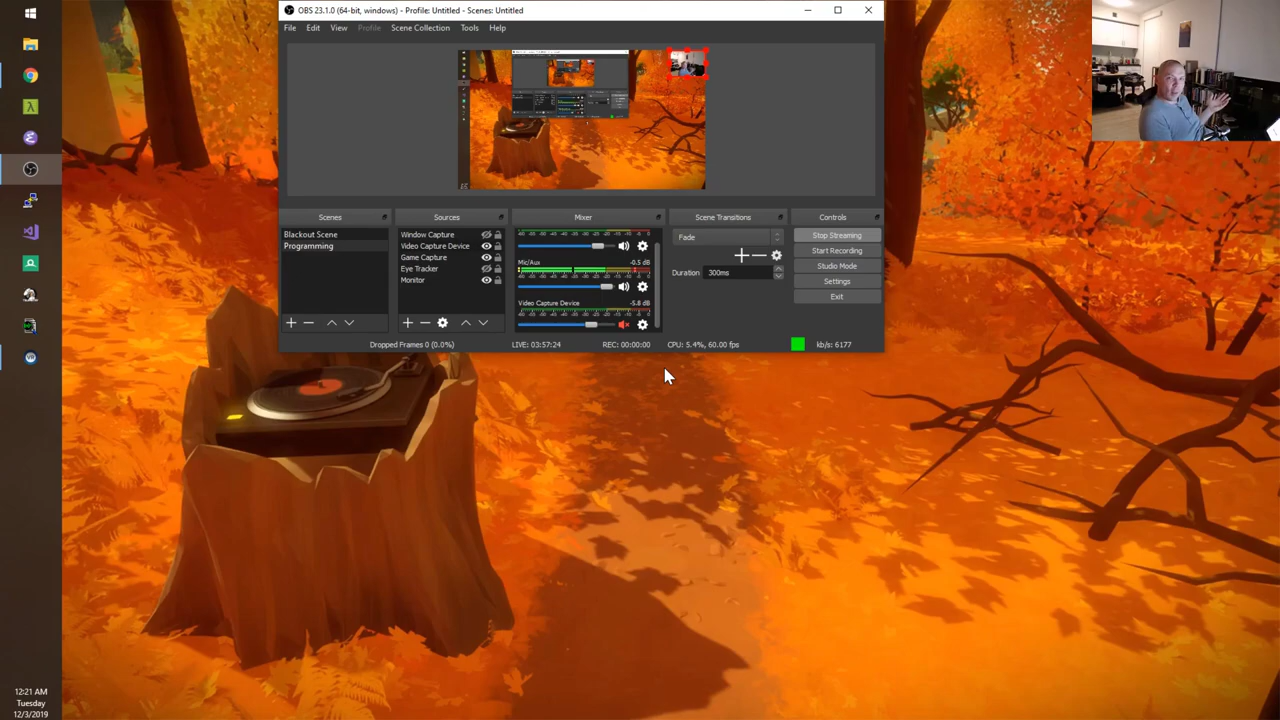 OBS 23.1.0 (64-bit, windows) - Profile: Untitled - Scenes: Untitled
File Edit View Profile Scene Collection Tools Help
Scenes
Blackout Scene
Programming
Sources
Window Capture
Video Capture Device
Game Capture
Eye Tracker
Monitor
Mixer
Mic/Aux -0.5 dB
Video Capture Device -5.8 dB
Scene Transitions
Fade
Duration 300ms
Controls
Stop Streaming
Start Recording
Studio Mode
Settings
Exit
Dropped Frames 0 (0.0%) LIVE: 03:57:24 REC: 00:00:00 CPU: 5.4%, 60.00 fps kb/s: 6177
12:21 AM
Tuesday
12/3/2019